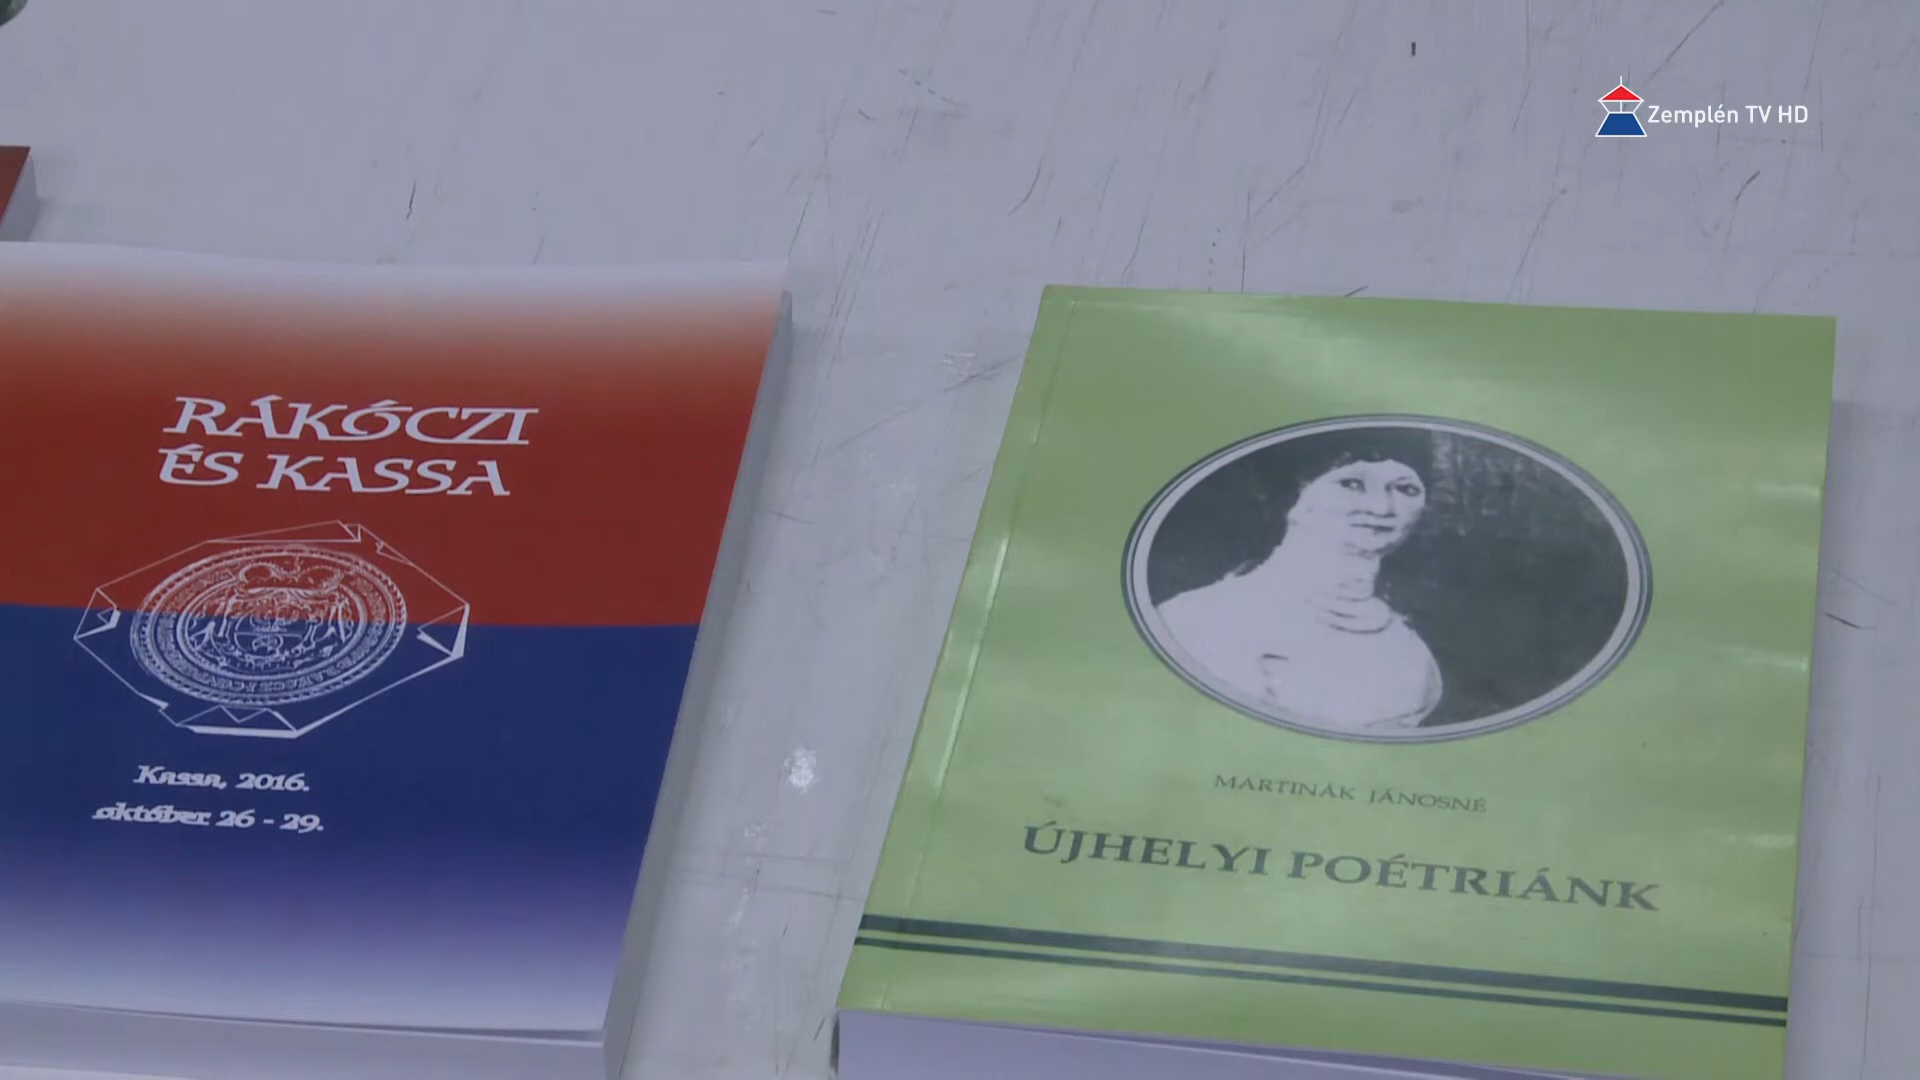 Zemplén TV HD
RÁKÓCZI
ÉS KASSA
Kassa, 2016.
október 26 - 29.
MARTINÁK JÁNOSNÉ
ÚJHELYI POÉTRIÁNK